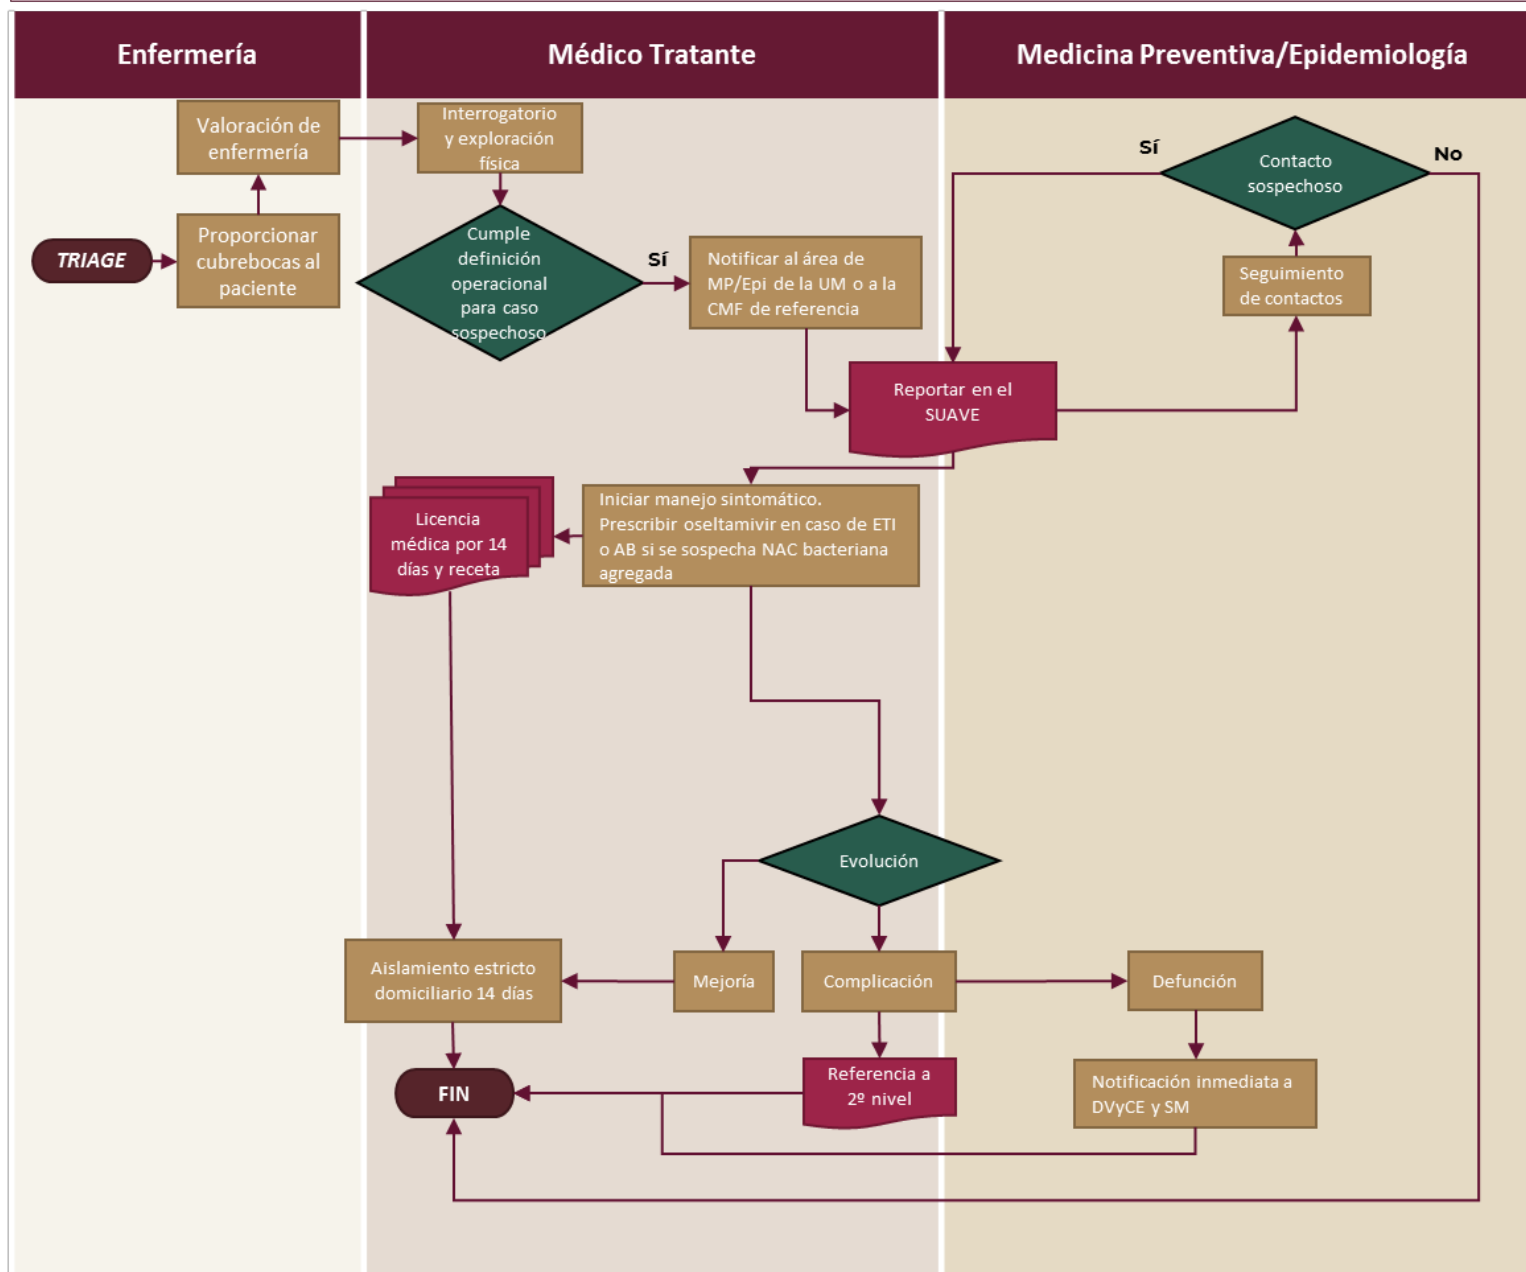 Enfermería
Médico Tratante
Medicina Preventiva/Epidemiología
Valoración de
enfermería
Interrogatorio
y exploración
física
Sí
Contacto
sospechoso
No
TRIAGE
Proporcionar
cubrebocas al
paciente
Cumple
definición
operacional
para caso
sospechoso
Sí
Notificar al área de
MP/Epi de la UM o a la
CMF de referencia
Seguimiento
de contactos
Reportar en el
SUAVE
Licencia
médica por 14
días y receta
Iniciar manejo sintomático.
Prescribir oseltamivir en caso de ETI
o AB si se sospecha NAC bacteriana
agregada
Evolución
Aislamiento estricto
domiciliario 14 días
Mejoría
Complicación
Defunción
FIN
Referencia a
2º nivel
Notificación inmediata a
DVyCE y SM